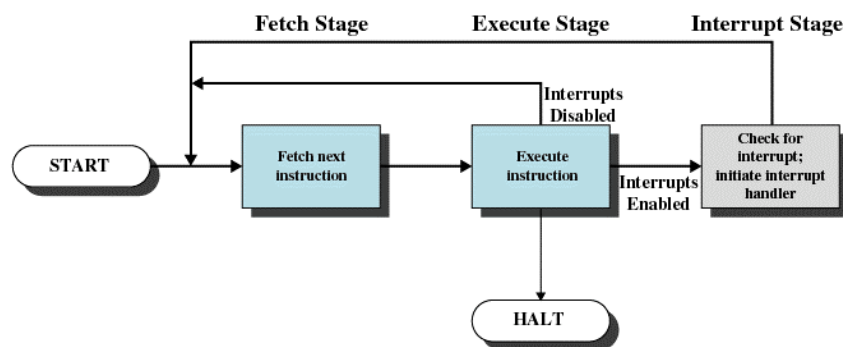 Fetch Stage
Execute Stage
Interrupt Stage
Interrupts
Disabled
START
Fetch next
instruction
Execute
instruction
Interrupts
Enabled
Check for
interrupt;
initiate interrupt
handler
HALT